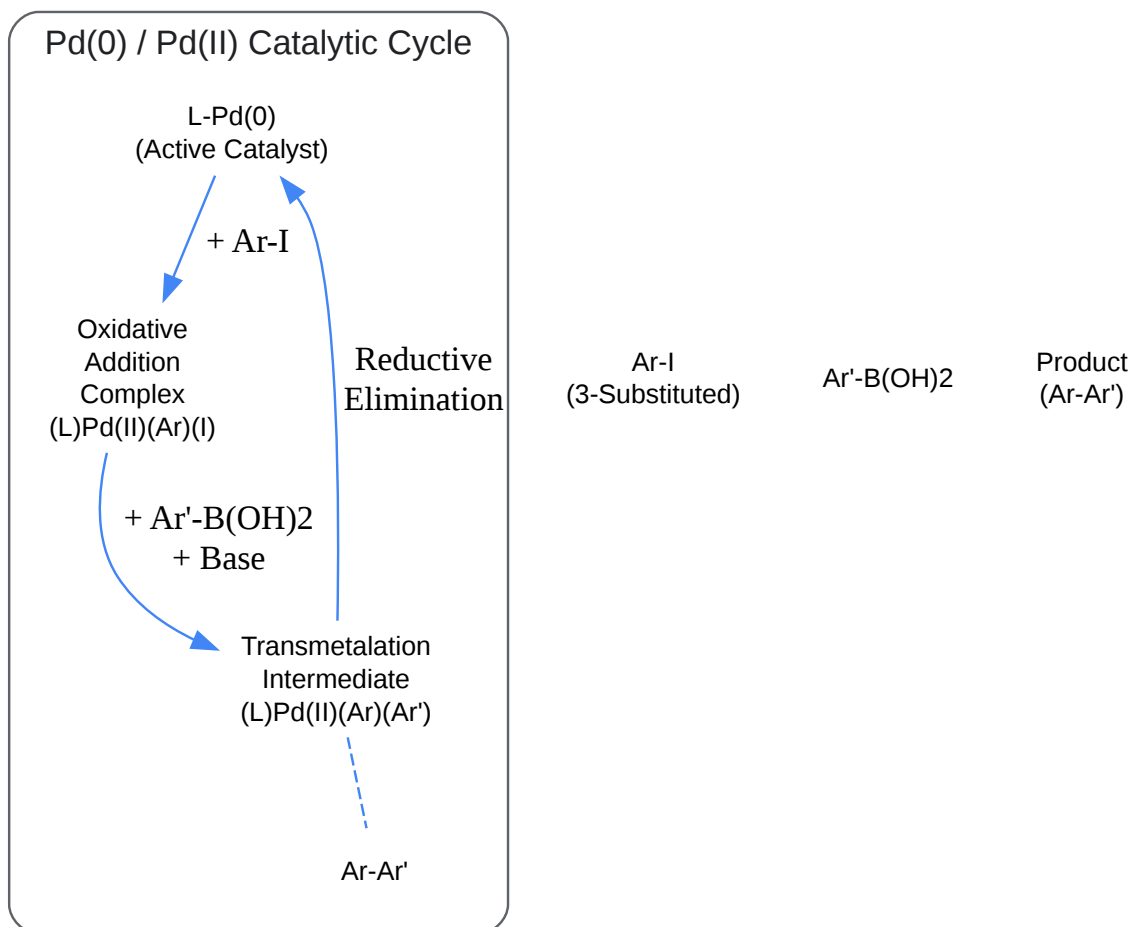 Pd(0) / Pd(II) Catalytic Cycle
L-Pd(0)
(Active Catalyst)
+ Ar-I
Oxidative
Addition
Complex
(L)Pd(II)(Ar)(I)
Reductive
Elimination
+ Ar'-B(OH)2
+ Base
Transmetalation
Intermediate
(L)Pd(II)(Ar)(Ar')
Ar-Ar'
Ar-I
(3-Substituted)
Ar'-B(OH)2
Product
(Ar-Ar')